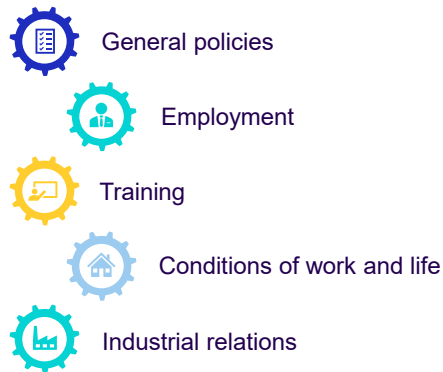 General policies
Employment
Training
Conditions of work and life
Industrial relations